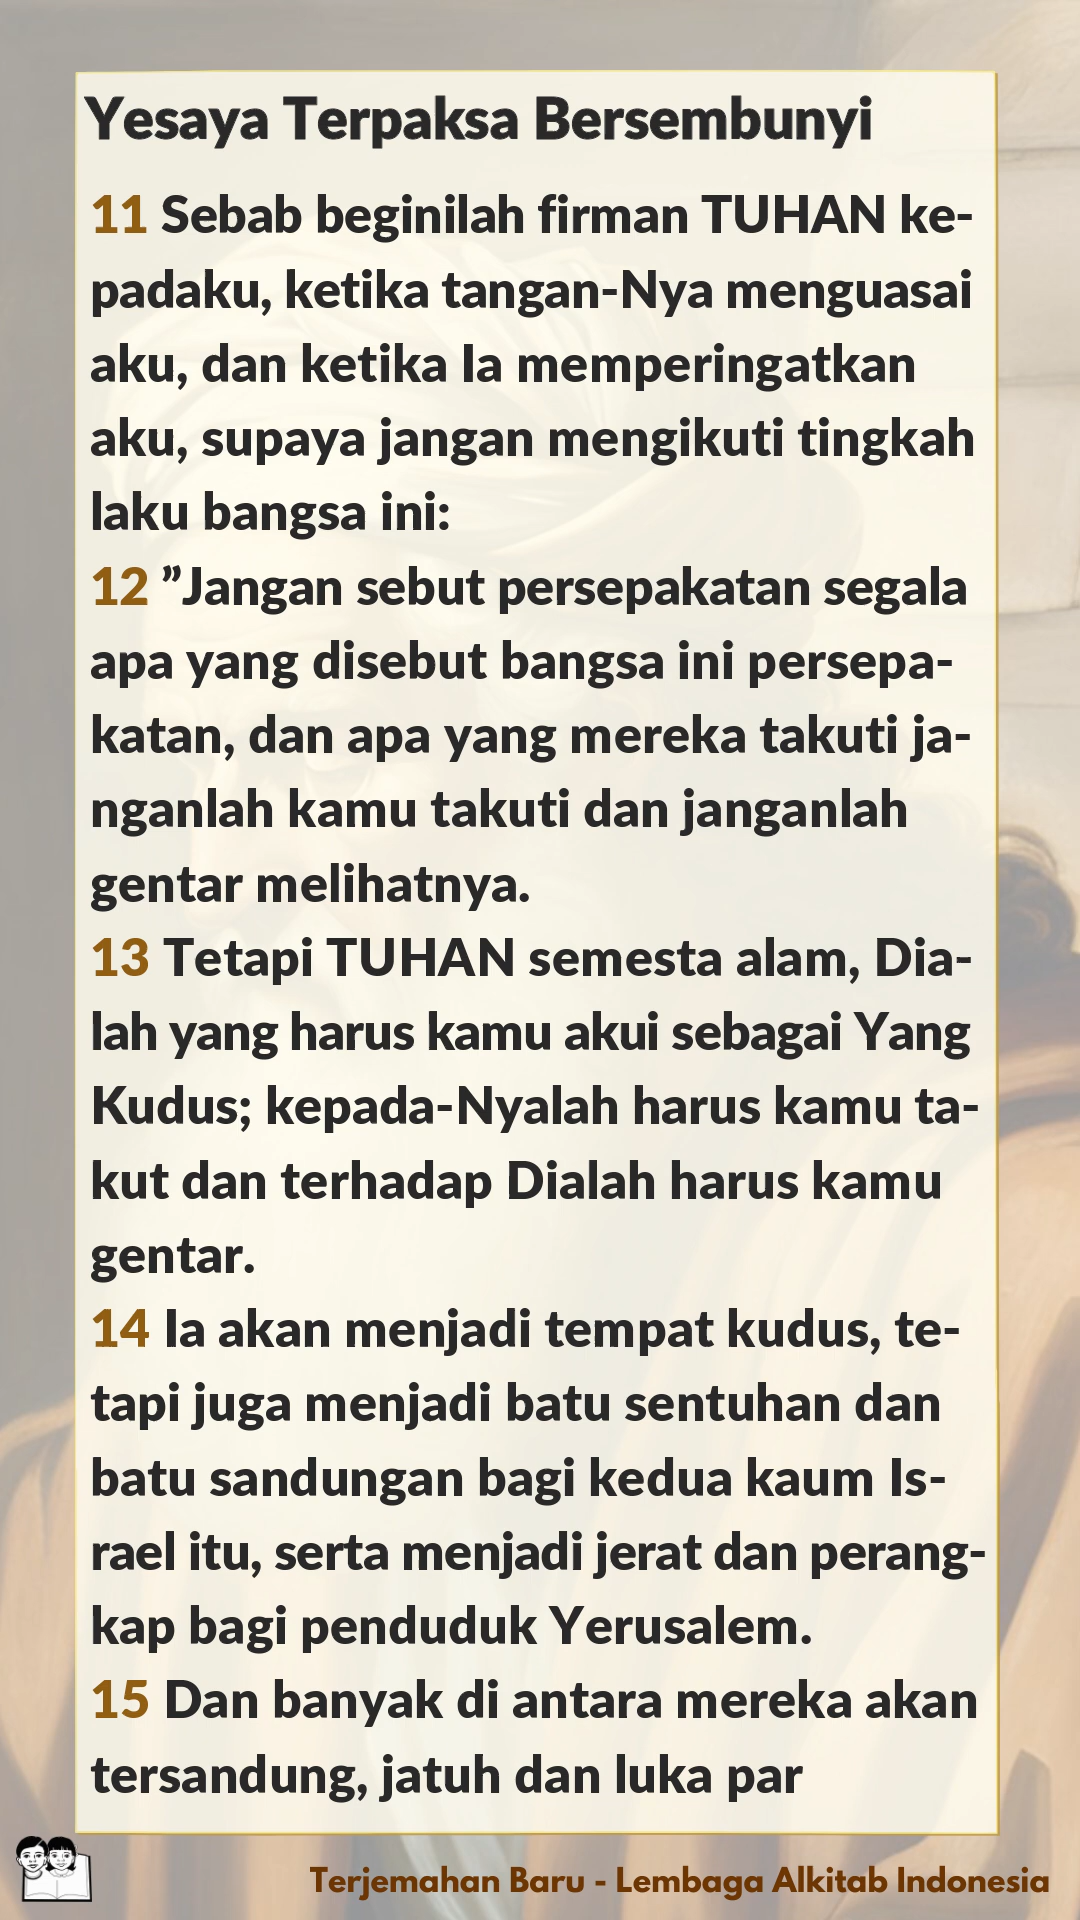 Yesaya Terpaksa Bersembunyi
11 Sebab beginilah firman TUHAN ke-
padaku, ketika tangan-Nya menguasai
aku, dan ketika Ia memperingatkan
aku, supaya jangan mengikuti tingkah
laku bangsa ini:
12 ”Jangan sebut persepakatan segala
apa yang disebut bangsa ini persepa-
katan, dan apa yang mereka takuti ja-
nganlah kamu takuti dan janganlah
gentar melihatnya.
13 Tetapi TUHAN semesta alam, Dia-
lah yang harus kamu akui sebagai Yang
Kudus; kepada-Nyalah harus kamu ta-
kut dan terhadap Dialah harus kamu
gentar.
14 Ia akan menjadi tempat kudus, te-
tapi juga menjadi batu sentuhan dan
batu sandungan bagi kedua kaum Is-
rael itu, serta menjadi jerat dan perang-
kap bagi penduduk Yerusalem.
15 Dan banyak di antara mereka akan
tersandung, jatuh dan luka par
Terjemahan Baru - Lembaga Alkitab Indonesia